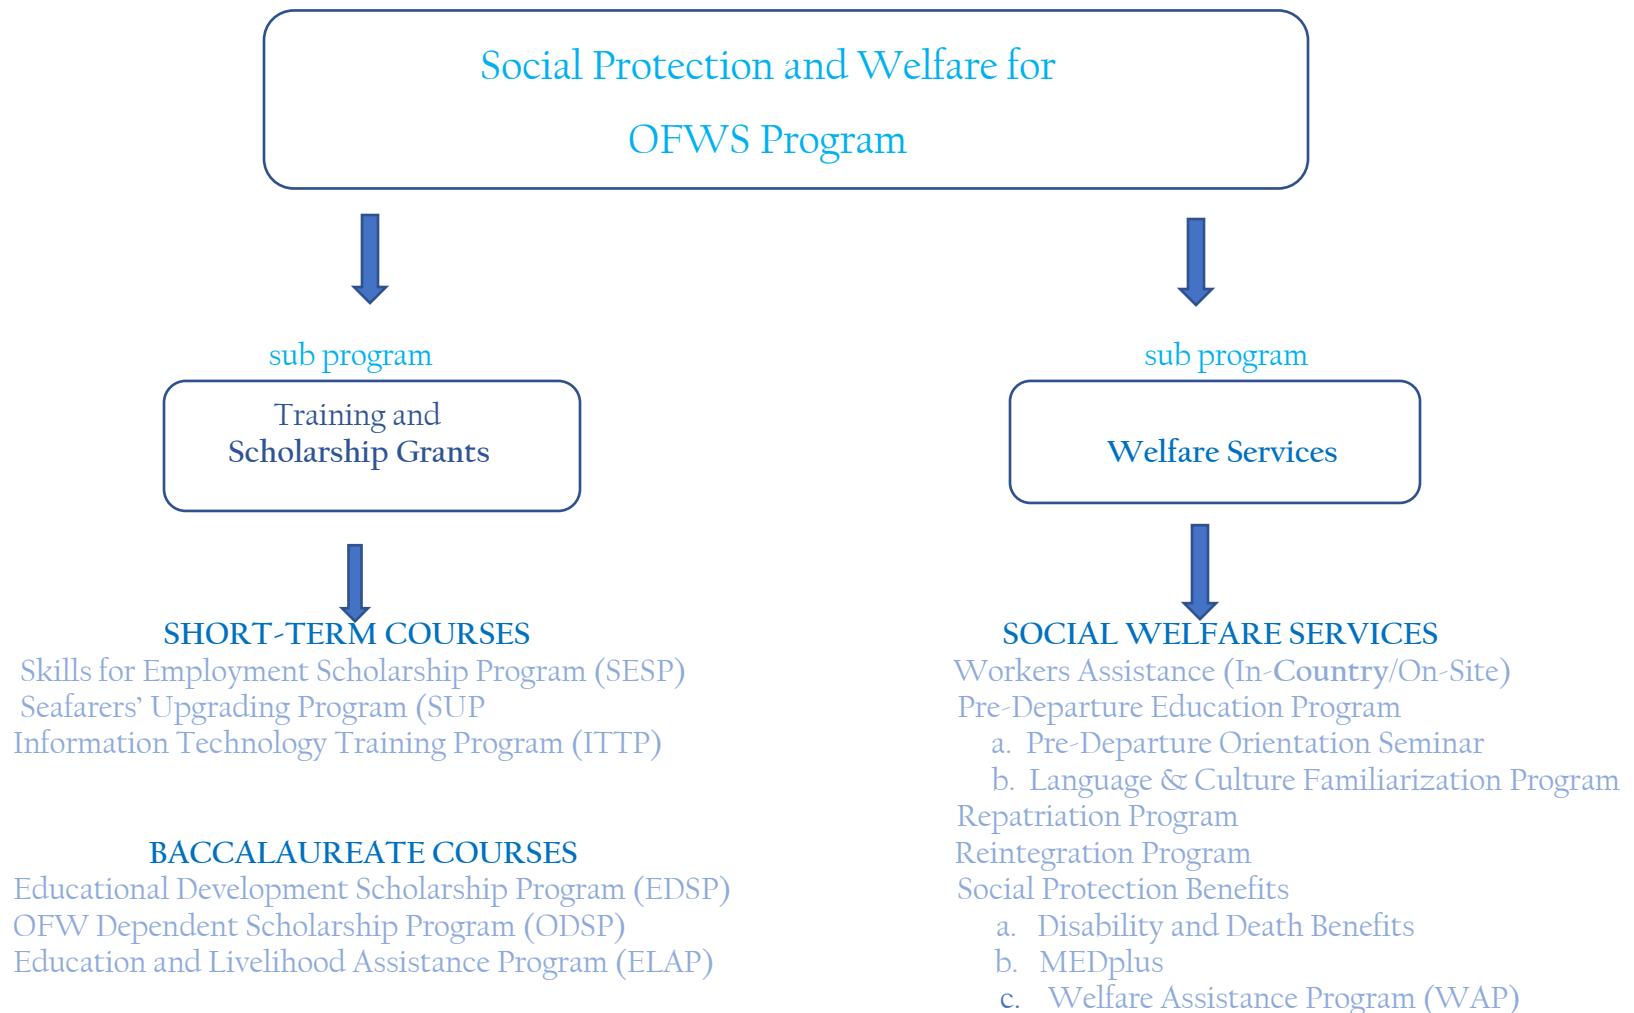 Social Protection and Welfare for
OFWS Program
sub program
Training and
Scholarship Grants
SHORT-TERM COURSES
Skills for Employment Scholarship Program (SESP)
Seafarers' Upgrading Program (SUP
Information Technology Training Program (ITTP)
BACCALAUREATE COURSES
Educational Development Scholarship Program (EDSP)
OFW Dependent Scholarship Program (ODSP)
Education and Livelihood Assistance Program (ELAP)
sub program
Welfare Services
SOCIAL WELFARE SERVICES
Workers Assistance (In-Country/On-Site)
Pre-Departure Education Program
a. Pre-Departure Orientation Seminar
b. Language & Culture Familiarization Program
Repatriation Program
Reintegration Program
Social Protection Benefits
a. Disability and Death Benefits
b. MEDplus
c. Welfare Assistance Program (WAP)